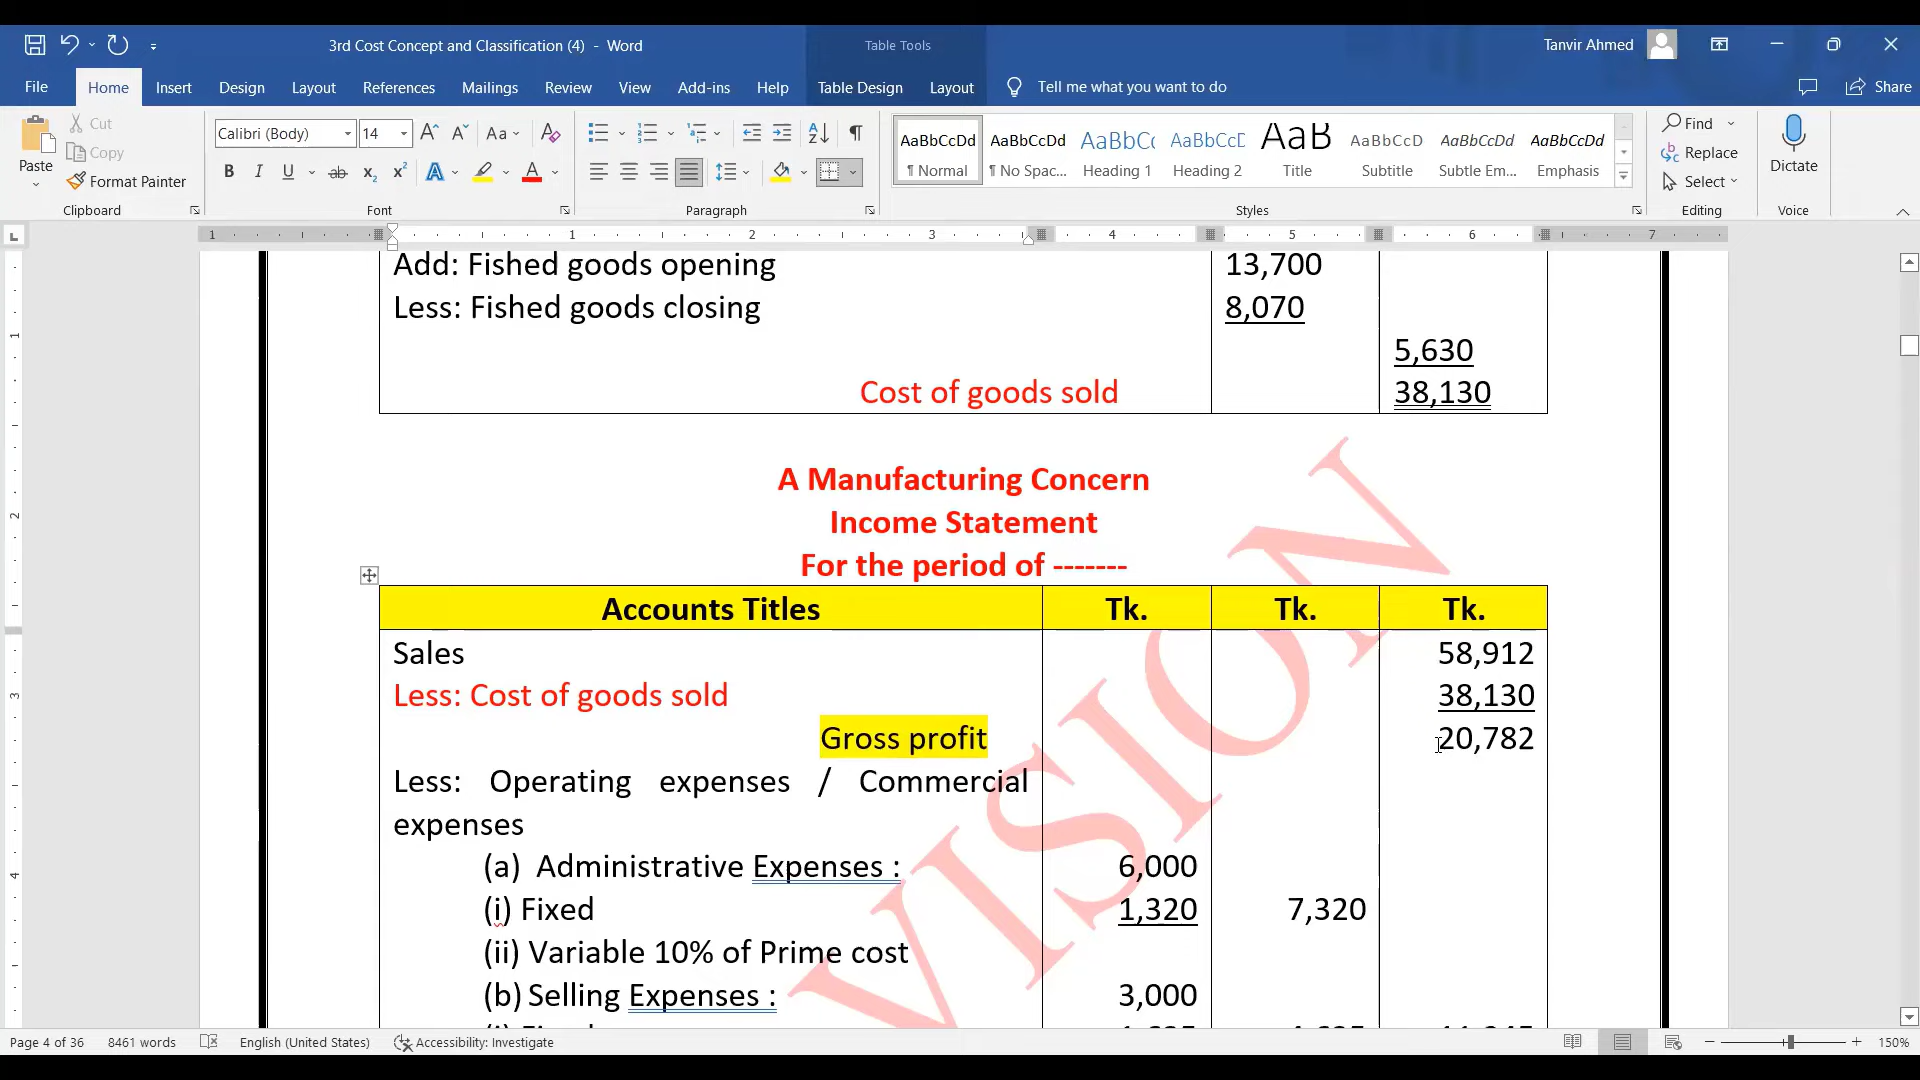 3rd Cost Concept and Classification (4) - Word
Table Tools
Tanvir Ahmed
File Home Insert Design Layout References Mailings Review View Add-ins Help Table Design Layout Tell me what you want to do Share
Paste
Cut
Copy
Format Painter
Clipboard
Calibri (Body) 14
Font
Paragraph
AaBbCcDd AaBbCcDd AaBbCc AaBbCcD AaB AaBbCcD AaBbCcDd AaBbCcDd
¶ Normal ¶ No Spac... Heading 1 Heading 2 Title Subtitle Subtle Em... Emphasis
Styles
Find
Replace
Select
Editing
Dictate
Voice
1 1 2 3 4 5 6 7
Add: Fished goods opening 13,700
Less: Fished goods closing 8,070
5,630
Cost of goods sold 38,130
A Manufacturing Concern
Income Statement
For the period of -------
Accounts Titles Tk. Tk. Tk.
Sales 58,912
Less: Cost of goods sold 38,130
Gross profit 20,782
Less: Operating expenses / Commercial
expenses
(a) Administrative Expenses : 6,000
(i) Fixed 1,320 7,320
(ii) Variable 10% of Prime cost
(b) Selling Expenses : 3,000
VISION
Page 4 of 36 8461 words English (United States) Accessibility: Investigate 150%